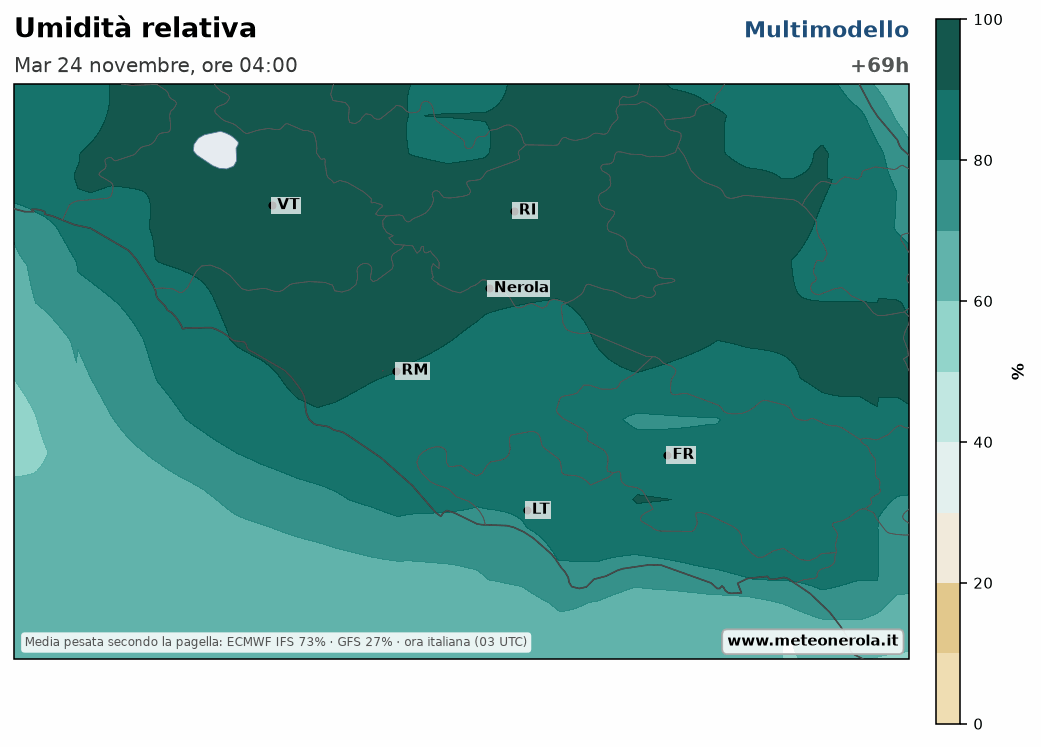 Umidità relativa
Multimodello
Mar 24 novembre, ore 04:00
+69h
VT
RI
Nerola
RM
FR
LT
Media pesata secondo la pagella: ECMWF IFS 73% · GFS 27% · ora italiana (03 UTC)
www.meteonerola.it
100
80
60
40
20
0
%